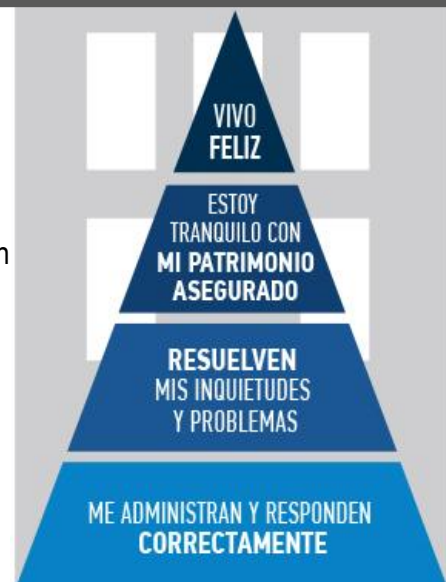 VIVO
FELIZ
ESTOY
TRANQUILO CON
MI PATRIMONIO
ASEGURADO
RESUELVEN
MIS INQUIETUDES
Y PROBLEMAS
ME ADMINISTRAN Y RESPONDEN
CORRECTAMENTE